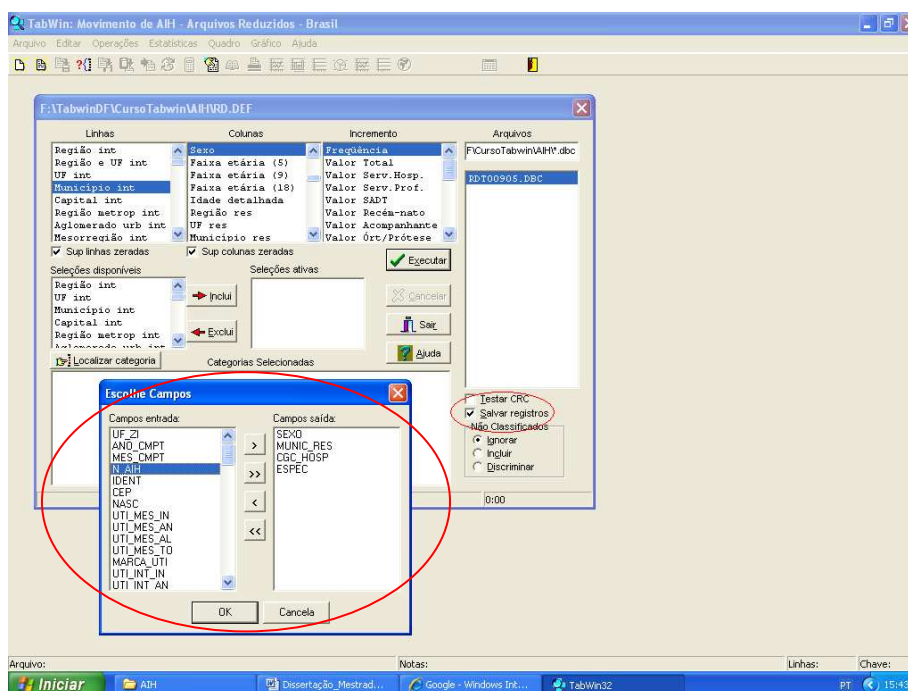 TabWin: Movimento de AIH - Arquivos Reduzidos - Brasil
Arquivo Editar Operações Estatísticas Quadro Gráfico Ajuda
F:\TabwinDF\CursoTabwin\AIH\RD.DEF
Linhas
Região int
Região e UF int
UF int
Município int
Capital int
Região metrop int
Aglomerado urb int
Mesorregião int
Sup linhas zeradas
Colunas
Sexo
Faixa etária (5)
Faixa etária (9)
Faixa etária (18)
Idade detalhada
Região res
UF res
Município res
Sup colunas zeradas
Incremento
Freqüência
Valor Total
Valor Serv.Hosp.
Valor Serv.Prof.
Valor SADT
Valor Recém-nato
Valor Acompanhante
Valor Órt/Prótese
Arquivos
F\CursoTabwin\AIH\*.dbc
RDTO0905.DBC
Seleções disponíveis
Região int
UF int
Município int
Capital int
Região metrop int
Aglomerado urb int
Inclui
Exclui
Seleções ativas
Executar
Cancelar
Sair
Ajuda
Localizar categoria
Categorias Selecionadas
Testar CRC
Salvar registros
Não Classificados
Ignorar
Incluir
Discriminar
0:00
Escolhe Campos
Campos entrada:
UF_ZI
ANO_CMPT
MES_CMPT
N_AIH
IDENT
CEP
NASC
UTI_MES_IN
UTI_MES_AN
UTI_MES_AL
UTI_MES_TO
MARCA_UTI
UTI_INT_IN
UTI_INT_AN
>
>>
<
<<
Campos saída:
SEXO
MUNIC_RES
CGC_HOSP
ESPEC
OK
Cancela
Arquivo: Notas: Linhas: Chave:
Iniciar AIH Dissertação_Mestrad... Google - Windows Int... TabWin32 PT 15:43